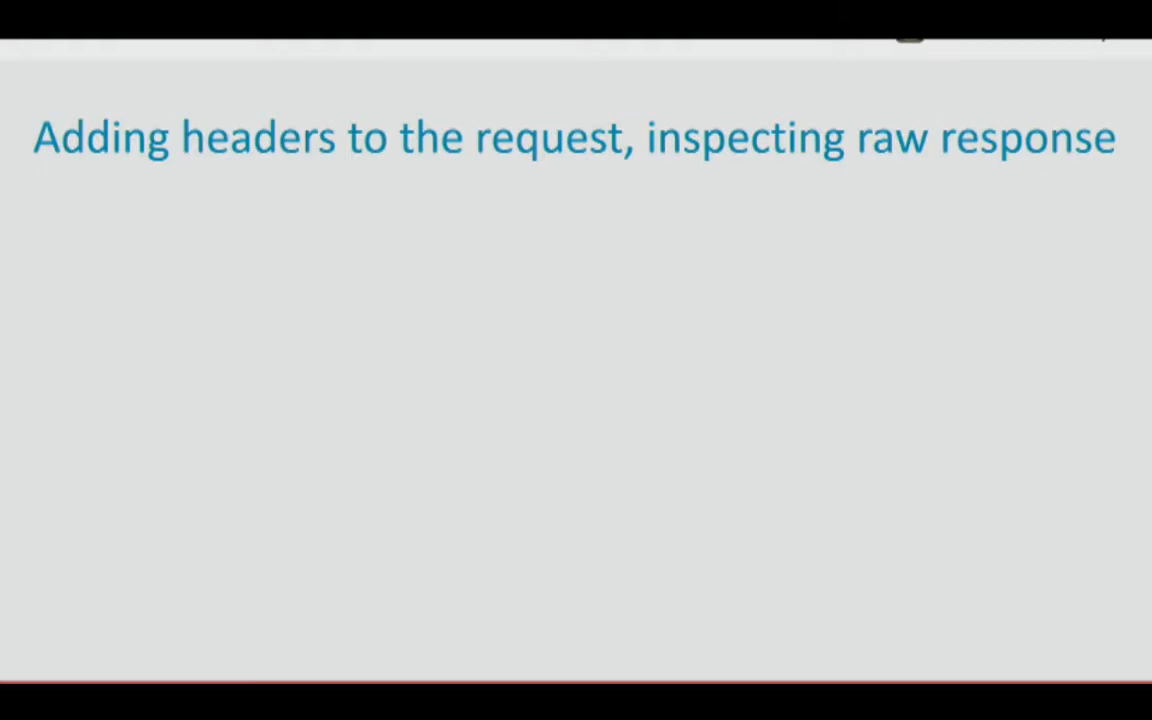 Adding headers to the request, inspecting raw response